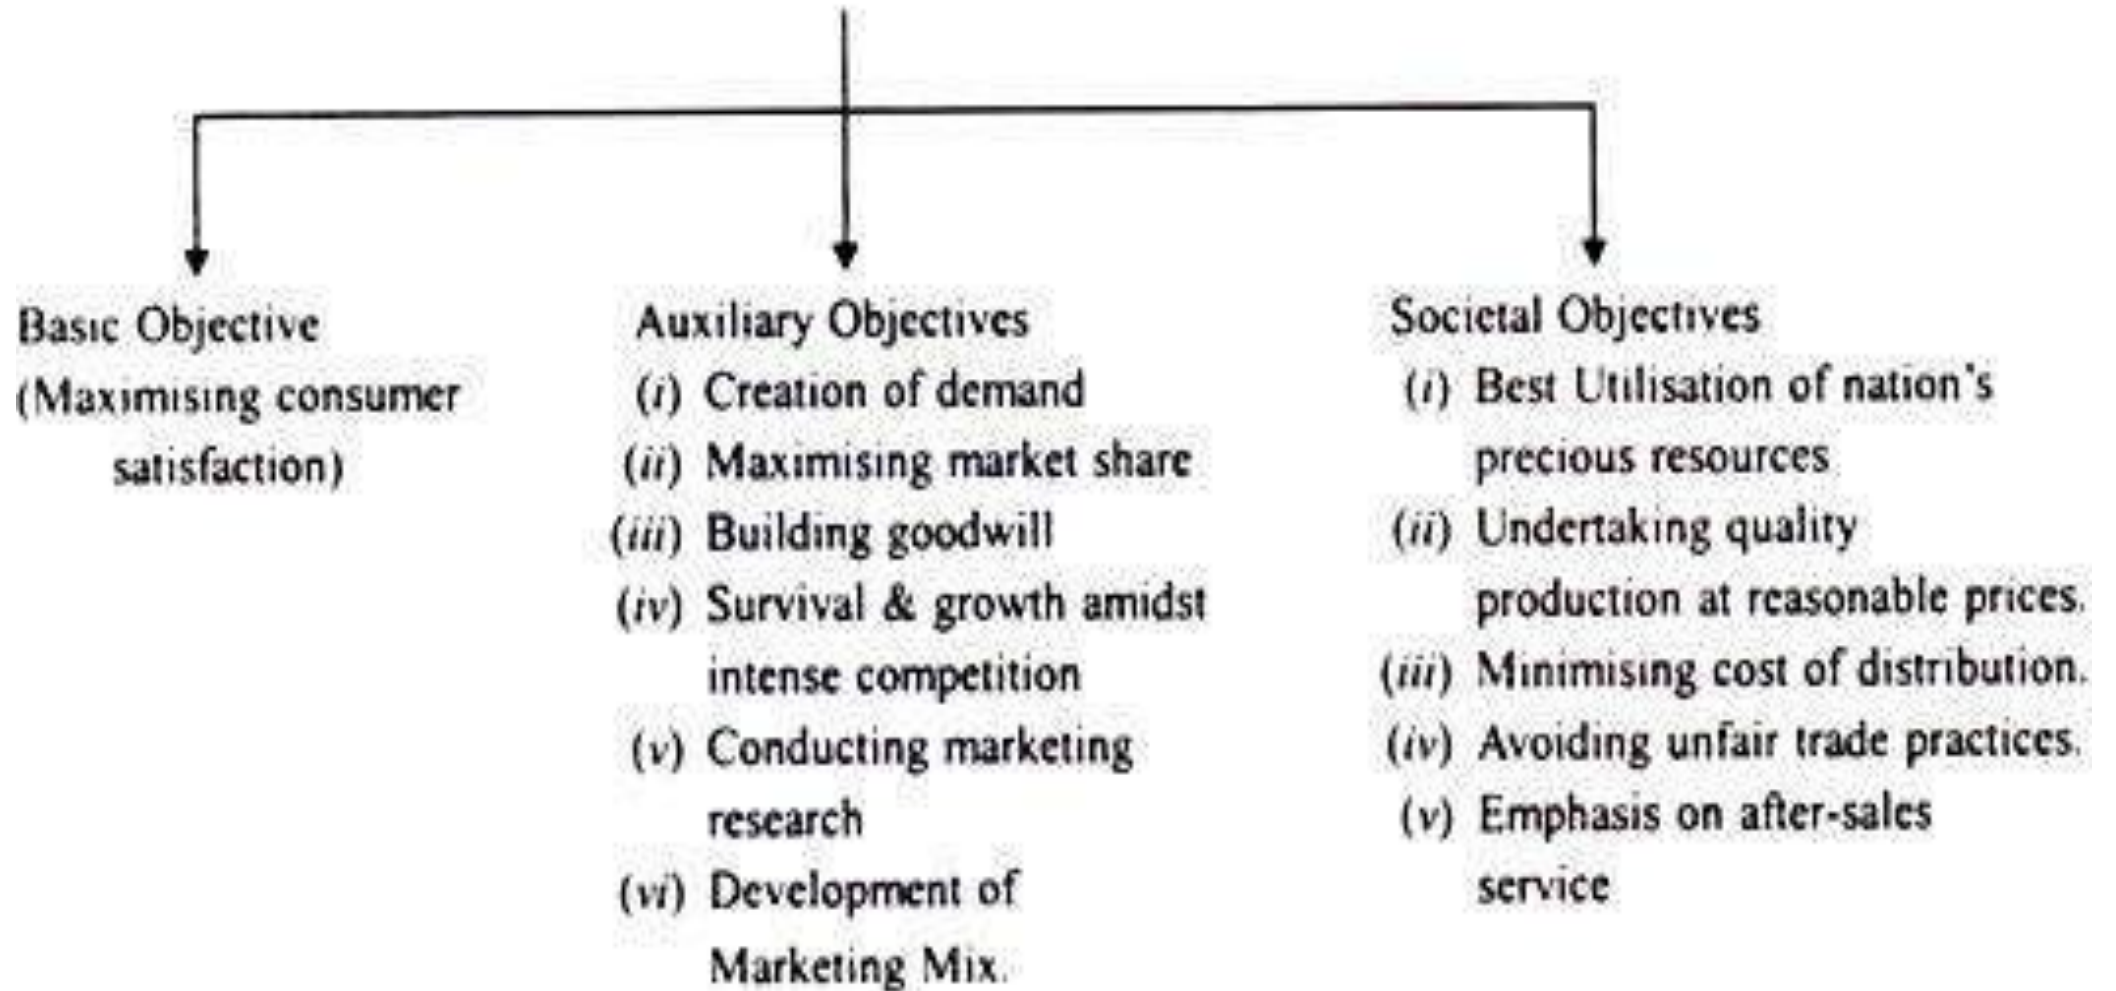 Basic Objective
(Maximising consumer
satisfaction)
Auxiliary Objectives
(i) Creation of demand
(ii) Maximising market share
(iii) Building goodwill
(iv) Survival & growth amidst
intense competition
(v) Conducting marketing
research
(vi) Development of
Marketing Mix.
Societal Objectives
(i) Best Utilisation of nation's
precious resources
(ii) Undertaking quality
production at reasonable prices.
(iii) Minimising cost of distribution.
(iv) Avoiding unfair trade practices.
(v) Emphasis on after-sales
service